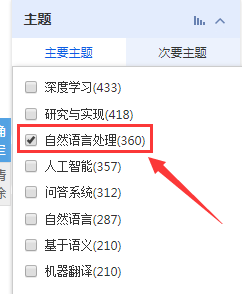 主题
主要主题 次要主题
深度学习(433)
研究与实现(418)
自然语言处理(360)
人工智能(357)
问答系统(312)
自然语言(287)
基于语义(210)
机器翻译(210)